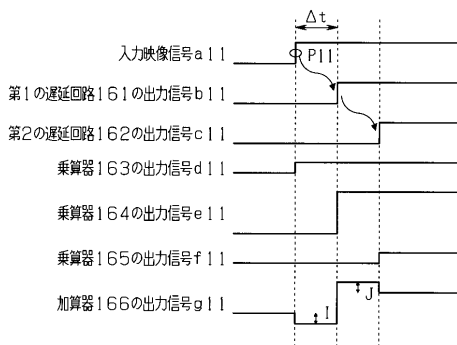 Δt
入力映像信号a11
P11
第1の遅延回路161の出力信号b11
第2の遅延回路162の出力信号c11
乗算器163の出力信号d11
乗算器164の出力信号e11
乗算器165の出力信号f11
加算器166の出力信号g11
I
J